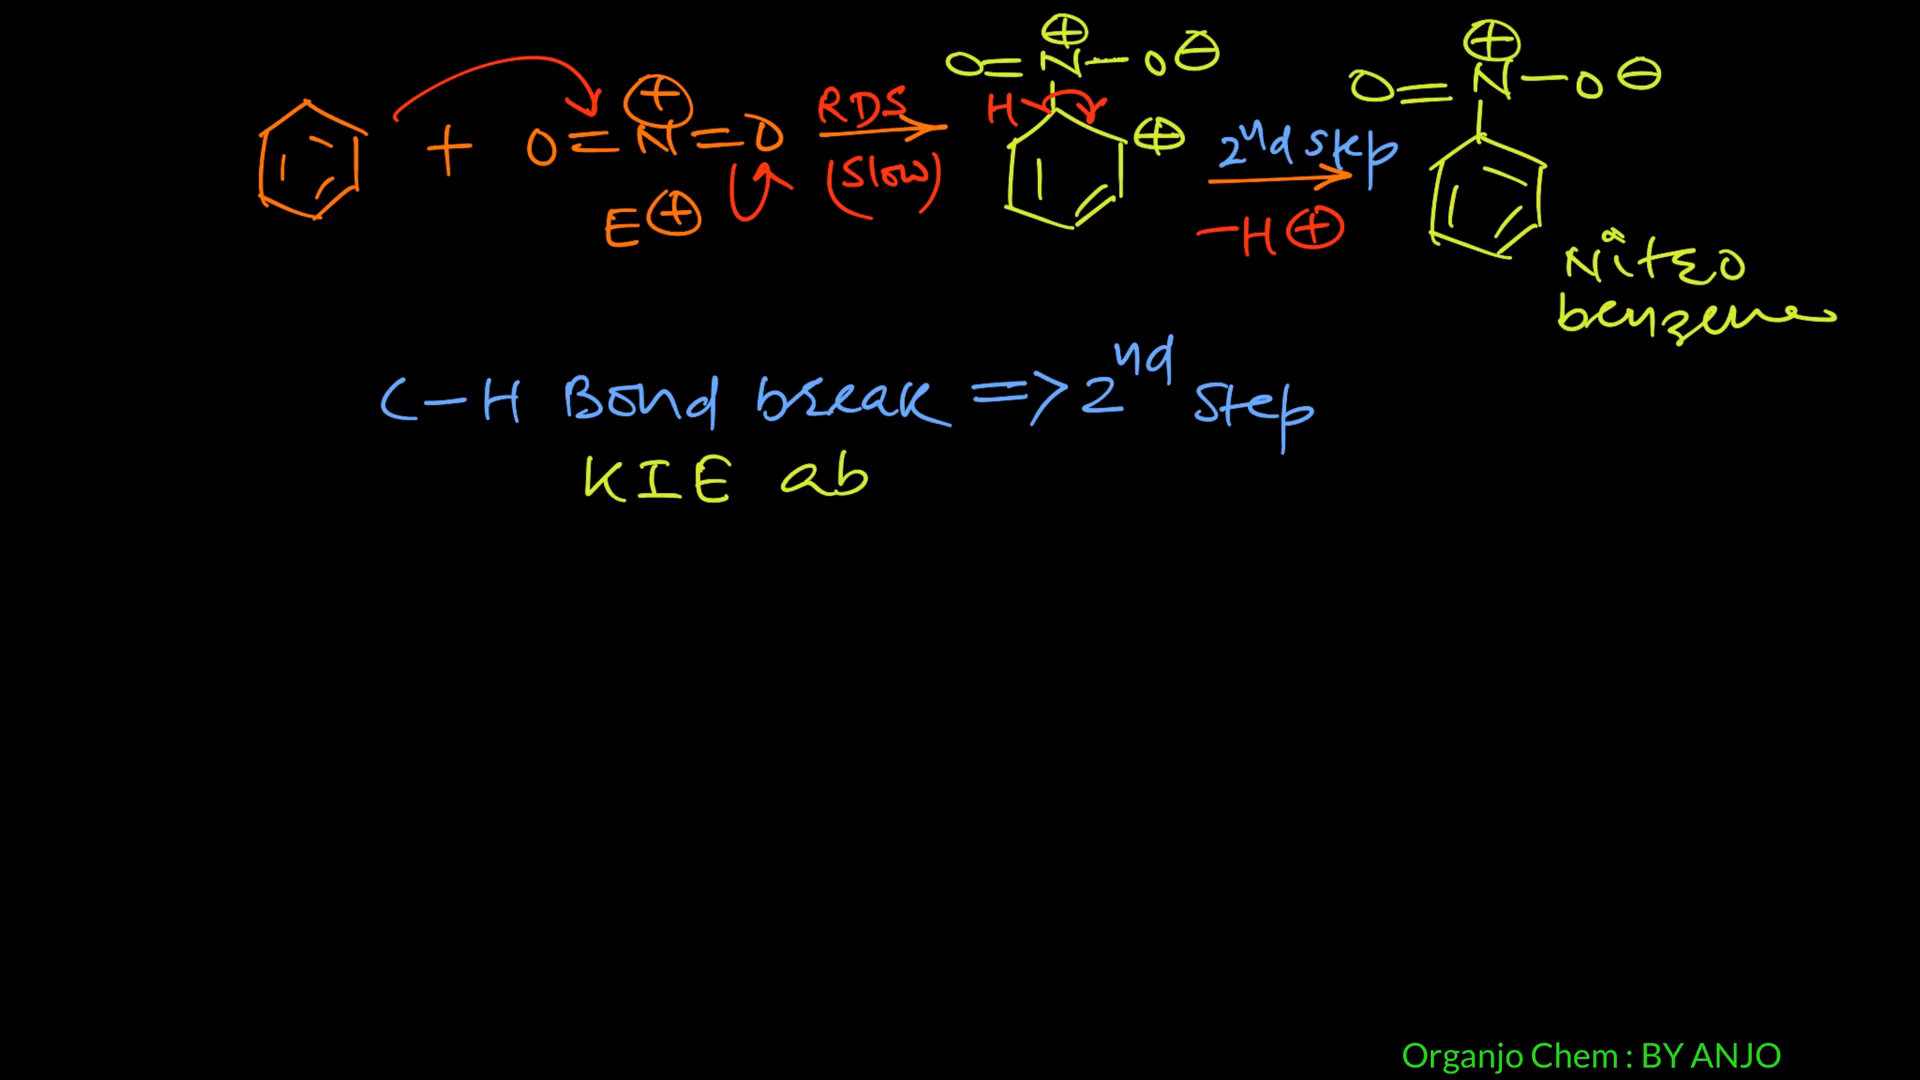 O=N⊕-O⊖
O=N⊕-O⊖
+ O=N⊕=O RDS H ⊕ 2nd step
(slow)
E⊕ -H⊕
Nitro
benzene
C-H Bond break => 2nd step
KIE ab
Organjo Chem : BY ANJO